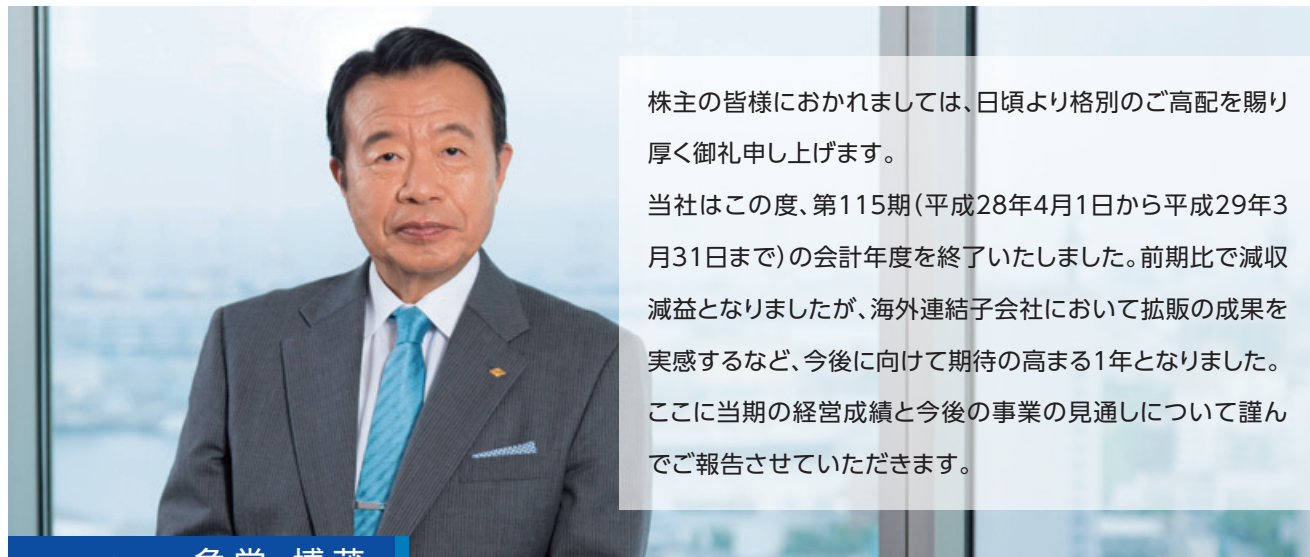 株主の皆様におかれましては、日頃より格別のご高配を賜り
厚く御礼申し上げます。
当社はこの度、第115期（平成28年4月1日から平成29年3
月31日まで）の会計年度を終了いたしました。前期比で減収
減益となりましたが、海外連結子会社において拡販の成果を
実感するなど、今後に向けて期待の高まる1年となりました。
ここに当期の経営成績と今後の事業の見通しについて謹ん
でご報告させていただきます。